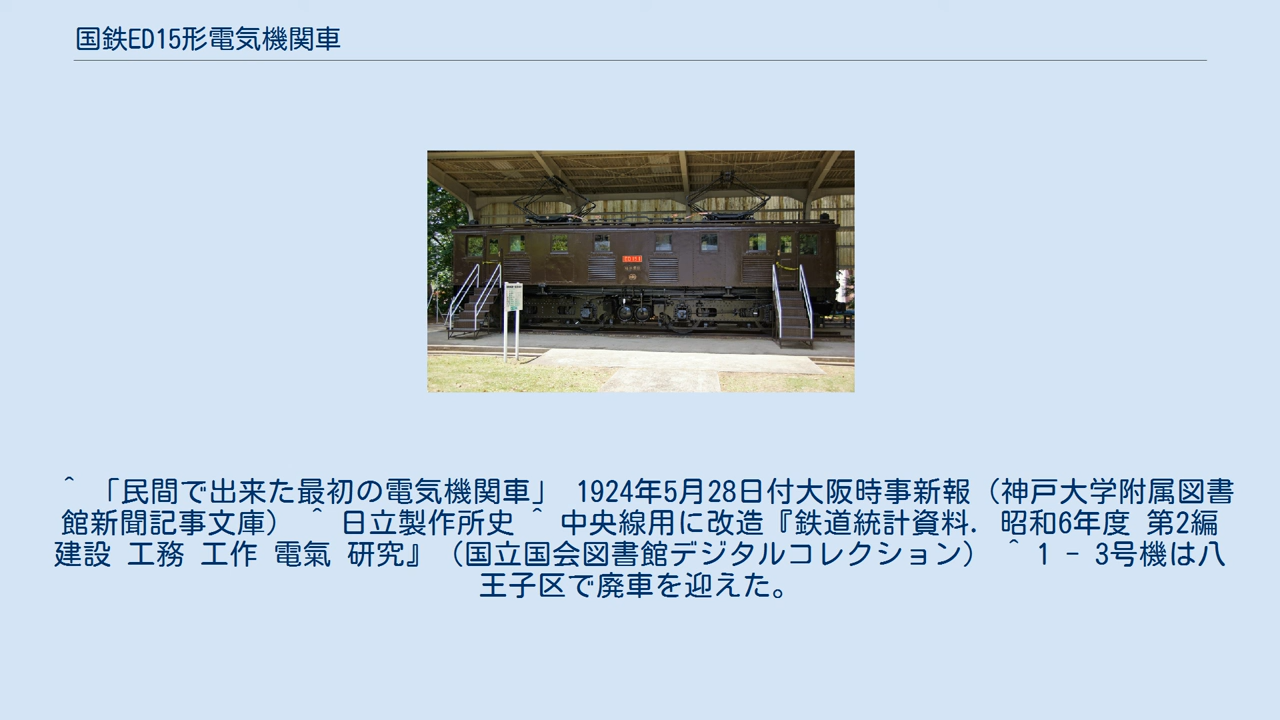 国鉄ED15形電気機関車
^ 「民間で出来た最初の電気機関車」 1924年5月28日付大阪時事新報（神戸大学附属図書
館新聞記事文庫） ^ 日立製作所史 ^ 中央線用に改造『鉄道統計資料. 昭和6年度 第2編
建設 工務 工作 電氣 研究』（国立国会図書館デジタルコレクション） ^ 1 - 3号機は八
王子区で廃車を迎えた。